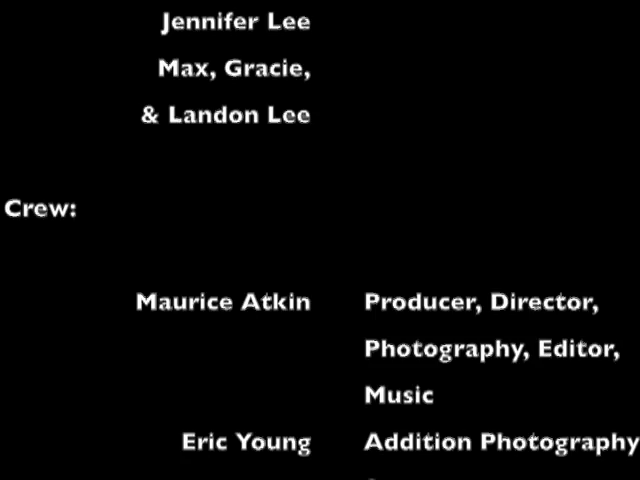 Jennifer Lee
Max, Gracie,
& Landon Lee
Crew:
Maurice Atkin Producer, Director,
Photography, Editor,
Music
Eric Young Addition Photography